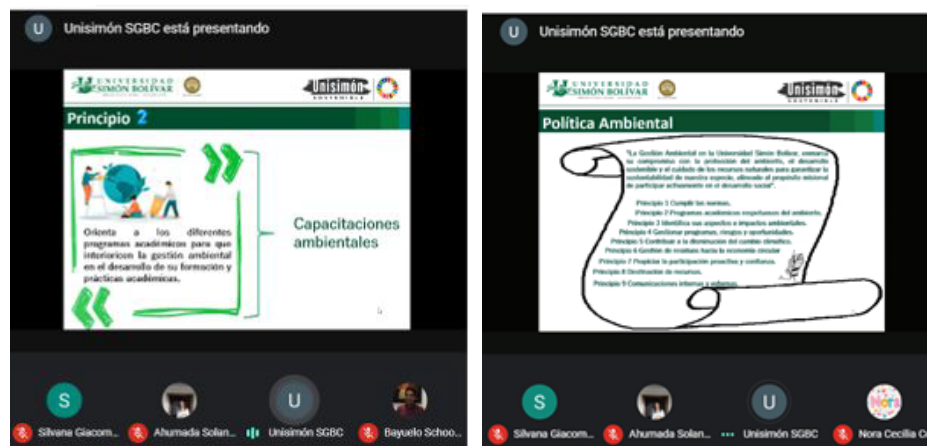 U Unisimón SGBC está presentando
UNIVERSIDAD
SIMÓN BOLÍVAR
Unisimón
SOSTENIBLE
Principio 2
Orienta a los diferentes
programas académicos para que
interioricen la gestión ambiental
en el desarrollo de su formación y
prácticas académicas.
Capacitaciones
ambientales
S
U
Silvana Giacom...
Ahumada Solan...
Unisimón SGBC
Bayuelo Schoo...
U Unisimón SGBC está presentando
UNIVERSIDAD
SIMÓN BOLÍVAR
Unisimón
SOSTENIBLE
Política Ambiental
"La Gestión Ambiental en la Universidad Simón Bolívar, enmarca
su compromiso con la protección del ambiente, el desarrollo
sostenible y el cuidado de los recursos naturales para garantizar la
sustentabilidad de nuestra especie, alineado al propósito misional
de participar activamente en el desarrollo social".
Principio 1 Cumplir las normas.
Principio 2 Programas académicos respetuosos del ambiente.
Principio 3 Identifica sus aspectos e impactos ambientales.
Principio 4 Gestionar programas, riesgos y oportunidades.
Principio 5 Contribuir a la disminución del cambio climático.
Principio 6 Gestión de residuos hacia la economía circular
Principio 7 Propiciar la participación proactiva y confianza.
Principio 8 Destinación de recursos.
Principio 9 Comunicaciones internas y externas.
S
U
Nora
Silvana Giacom...
Ahumada Solan...
Unisimón SGBC
Nora Cecilia C